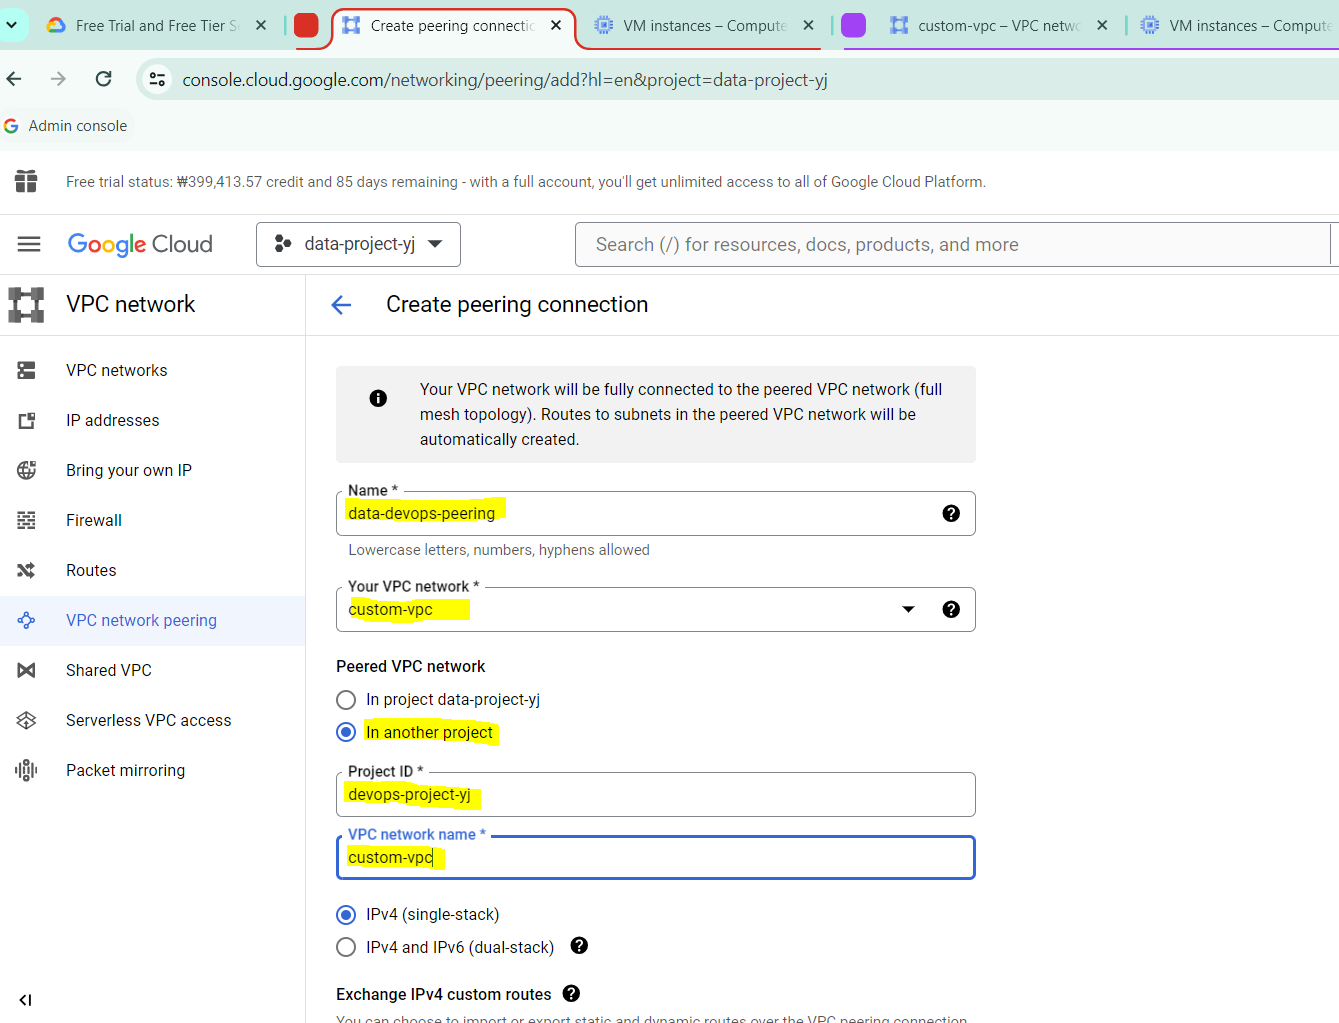 Free Trial and Free Tier S
Create peering connectic
VM instances – Compute
custom-vpc – VPC netwo
VM instances – Compute
console.cloud.google.com/networking/peering/add?hl=en&project=data-project-yj
Admin console
Free trial status: ₩399,413.57 credit and 85 days remaining - with a full account, you'll get unlimited access to all of Google Cloud Platform.
Google Cloud
data-project-yj
Search (/) for resources, docs, products, and more
VPC network
Create peering connection
VPC networks
IP addresses
Bring your own IP
Firewall
Routes
VPC network peering
Shared VPC
Serverless VPC access
Packet mirroring
Your VPC network will be fully connected to the peered VPC network (full
mesh topology). Routes to subnets in the peered VPC network will be
automatically created.
Name *
data-devops-peering
Lowercase letters, numbers, hyphens allowed
Your VPC network *
custom-vpc
Peered VPC network
In project data-project-yj
In another project
Project ID *
devops-project-yj
VPC network name *
custom-vpc
IPv4 (single-stack)
IPv4 and IPv6 (dual-stack)
Exchange IPv4 custom routes
You can choose to import or export static and dynamic routes over the VPC peering connection